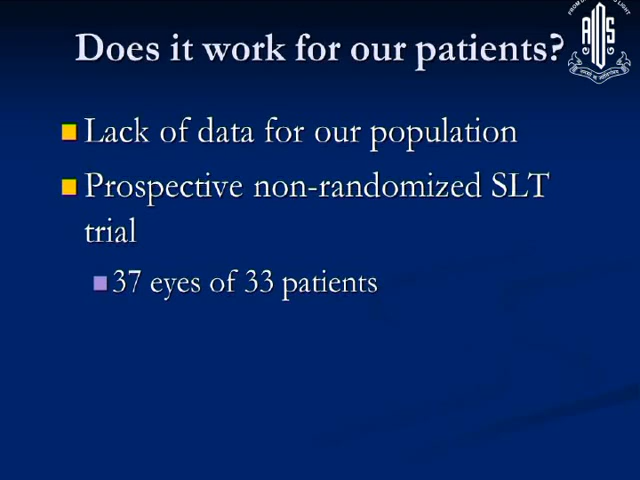 Does it work for our patients?
Lack of data for our population
Prospective non-randomized SLT
trial
37 eyes of 33 patients